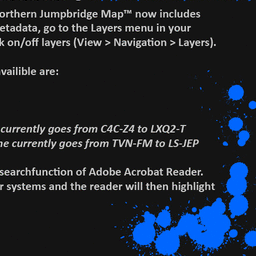 orthern Jumpbridge Map™ now includes
etadata, go to the Layers menu in your
k on/off layers (View > Navigation > Layers).
vailible are:
currently goes from C4C-Z4 to LXQ2-T
ne currently goes from TVN-FM to LS-JEP
searchfunction of Adobe Acrobat Reader.
r systems and the reader will then highlight